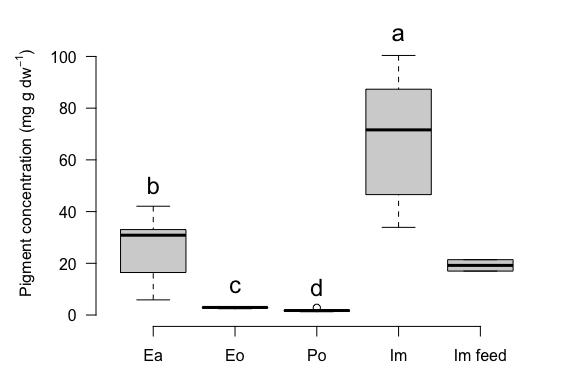 a
100
80
60
40
20
0
Pigment concentration (mg g dw⁻¹)
b
c
d
Ea Eo Po Im Im feed